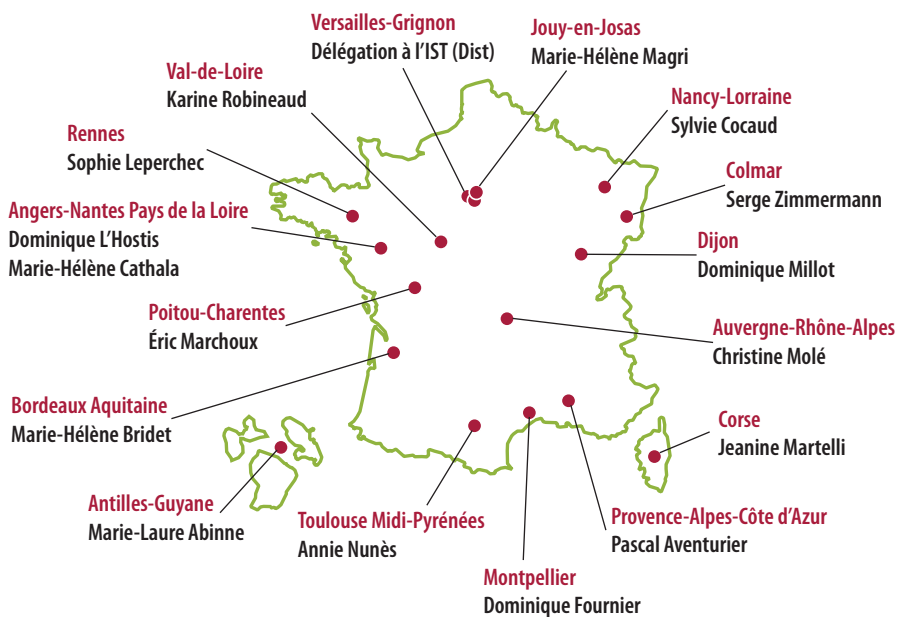 Versailles-Grignon
Délégation à l'IST (Dist)
Jouy-en-Josas
Marie-Hélène Magri
Val-de-Loire
Karine Robineaud
Nancy-Lorraine
Sylvie Cocaud
Rennes
Sophie Leperchec
Colmar
Serge Zimmermann
Angers-Nantes Pays de la Loire
Dominique L'Hostis
Marie-Hélène Cathala
Dijon
Dominique Millot
Poitou-Charentes
Éric Marchoux
Auvergne-Rhône-Alpes
Christine Molé
Bordeaux Aquitaine
Marie-Hélène Bridet
Corse
Jeanine Martelli
Antilles-Guyane
Marie-Laure Abinne
Toulouse Midi-Pyrénées
Annie Nunès
Provence-Alpes-Côte d'Azur
Pascal Aventurier
Montpellier
Dominique Fournier